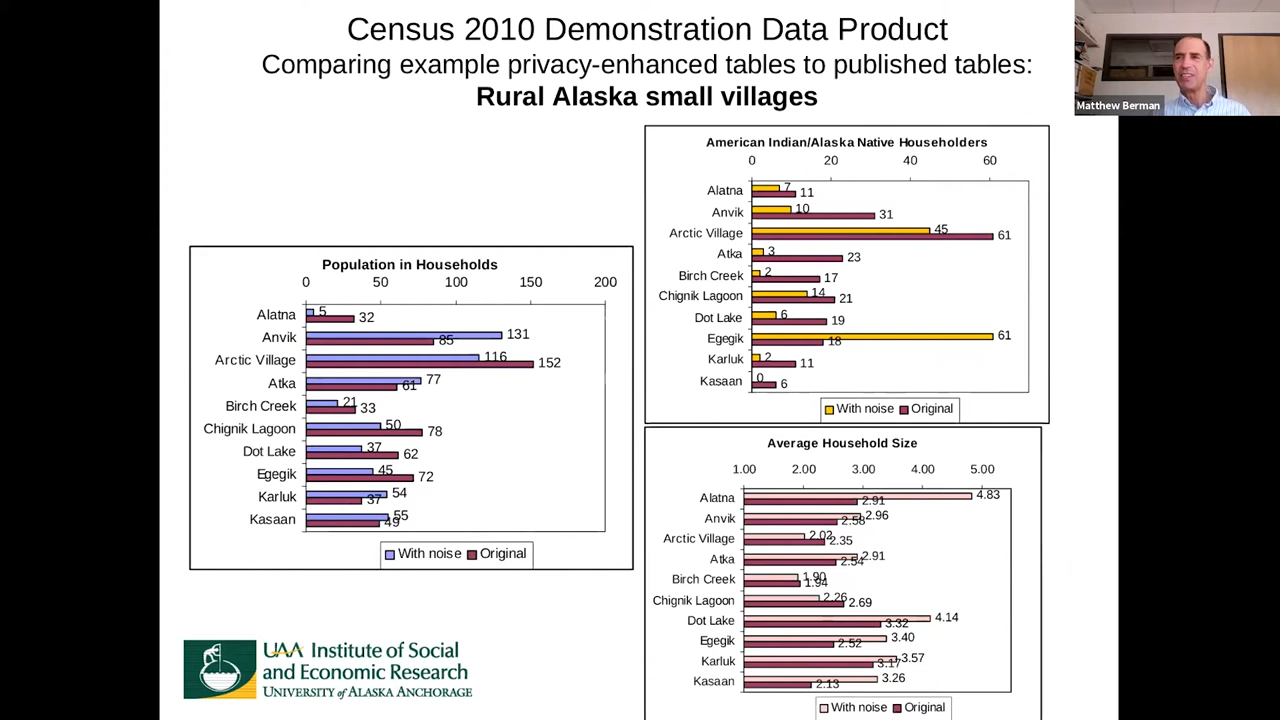 Census 2010 Demonstration Data Product
Comparing example privacy-enhanced tables to published tables:
Rural Alaska small villages
Matthew Berman
American Indian/Alaska Native Householders
0 20 40 60
Alatna 7 11
Anvik 10 31
Arctic Village 45 61
Atka 3 23
Birch Creek 2 17
Chignik Lagoon 14 21
Dot Lake 6 19
Egegik 61 18
Karluk 2 11
Kasaan 0 6
With noise Original
Population in Households
0 50 100 150 200
Alatna 5 32
Anvik 131 85
Arctic Village 116 152
Atka 77 61
Birch Creek 21 33
Chignik Lagoon 50 78
Dot Lake 37 62
Egegik 45 72
Karluk 54 37
Kasaan 55 49
With noise Original
Average Household Size
1.00 2.00 3.00 4.00 5.00
Alatna 4.83 2.91
Anvik 2.96 2.58
Arctic Village 2.02 2.35
Atka 2.91 2.54
Birch Creek 1.90 1.94
Chignik Lagoon 2.26 2.69
Dot Lake 4.14 3.32
Egegik 3.40 2.52
Karluk 3.57 3.17
Kasaan 3.26 2.13
With noise Original
UAA Institute of Social
and Economic Research
UNIVERSITY of ALASKA ANCHORAGE